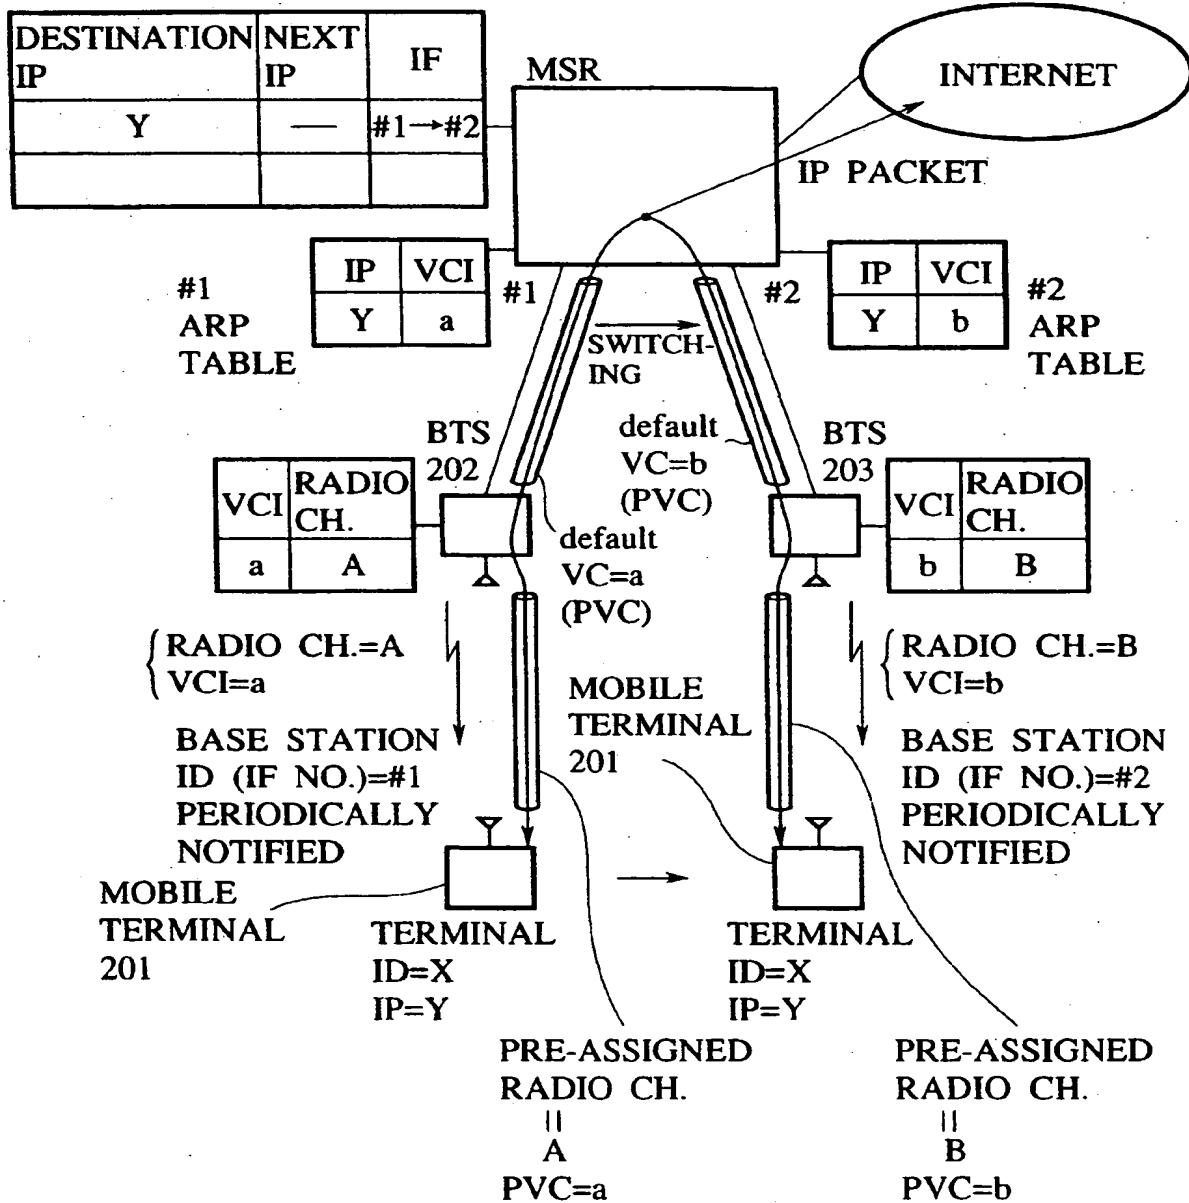 DESTINATION IP
NEXT IP
IF
Y
—
#1→#2
MSR
INTERNET
IP PACKET
#1
ARP
TABLE
IP
VCI
Y
a
#1
#2
IP
VCI
Y
b
#2
ARP
TABLE
SWITCH-
ING
BTS
202
default
VC=b
(PVC)
BTS
203
VCI
RADIO
CH.
a
A
default
VC=a
(PVC)
VCI
RADIO
CH.
b
B
RADIO CH.=A
VCI=a
RADIO CH.=B
VCI=b
BASE STATION
ID (IF NO.)=#1
PERIODICALLY
NOTIFIED
MOBILE
TERMINAL
201
BASE STATION
ID (IF NO.)=#2
PERIODICALLY
NOTIFIED
MOBILE
TERMINAL
201
TERMINAL
ID=X
IP=Y
TERMINAL
ID=X
IP=Y
PRE-ASSIGNED
RADIO CH.
=
A
PVC=a
PRE-ASSIGNED
RADIO CH.
=
B
PVC=b